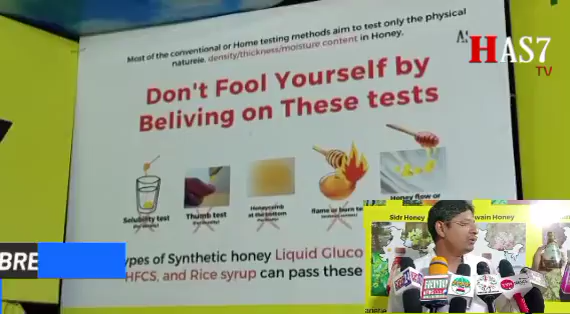 Most of the conventional or Home testing methods aim to test only the physical
natureie. density/thickness/moisture content in Honey.
HAS7
TV
Don't Fool Yourself by
Beliving on These tests
Solubility test
Thumb test
Honeycomb
at the bottom
flame or burn te
Honey flow or
ypes of Synthetic honey Liquid Gluco
HFCS, and Rice syrup can pass these
Sidr Honey
wain Honey
BRE